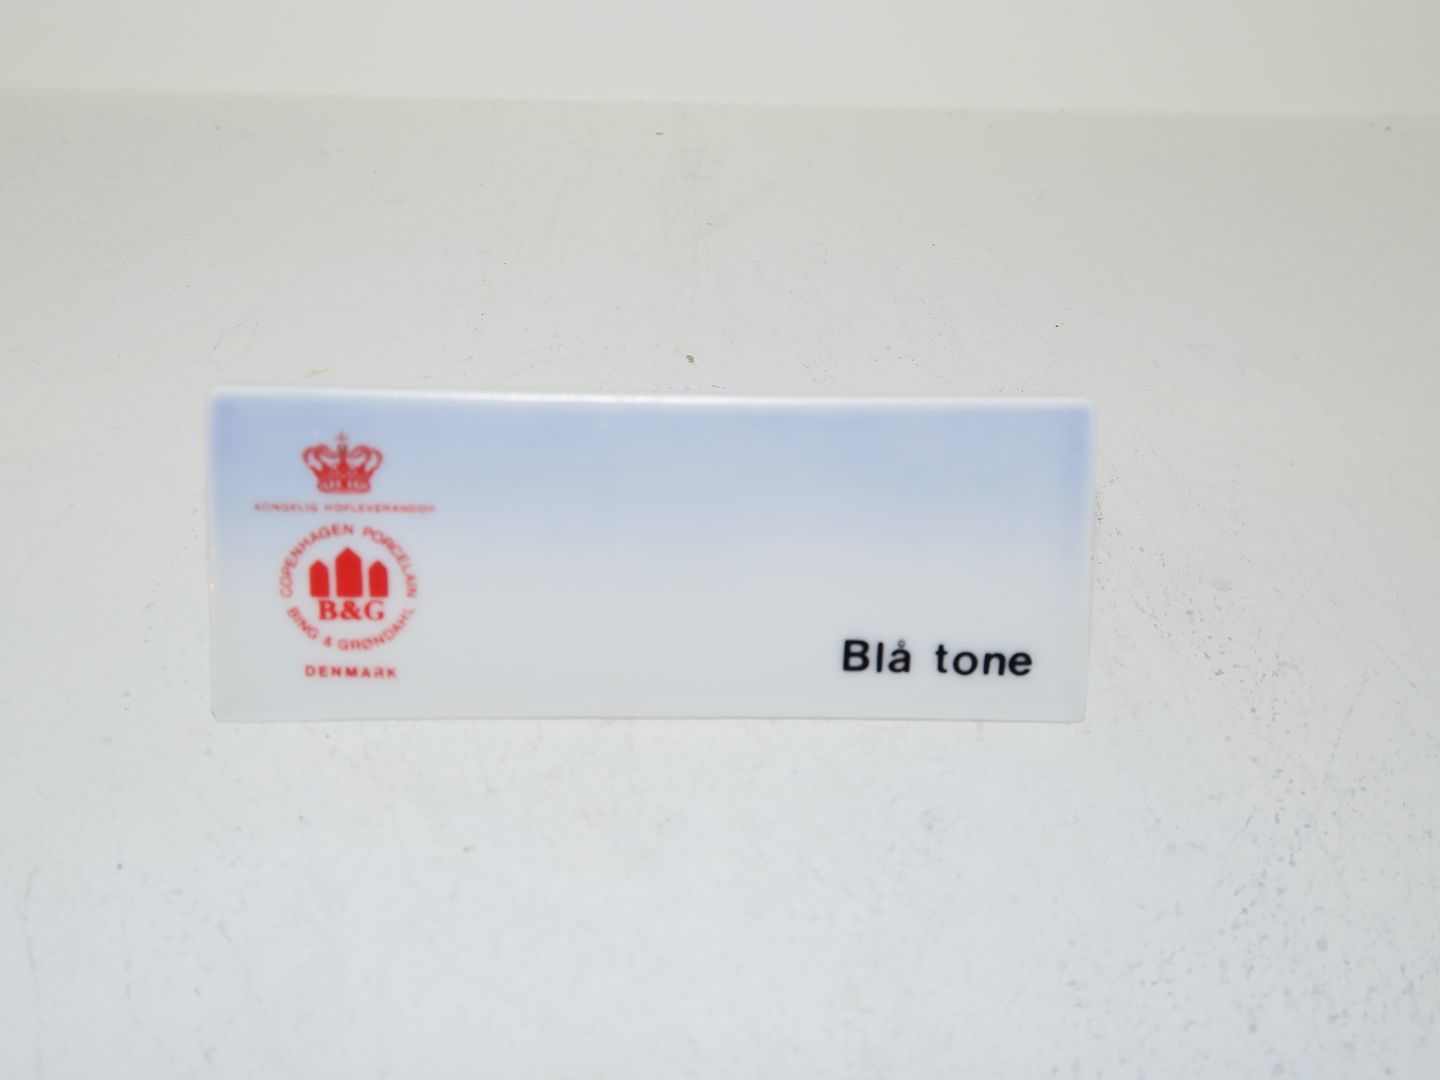 KONGELIG HOFLEVERANDØR
COPENHAGEN PORCELAIN
B&G
BING & GRØNDAHL
DENMARK
Blå tone